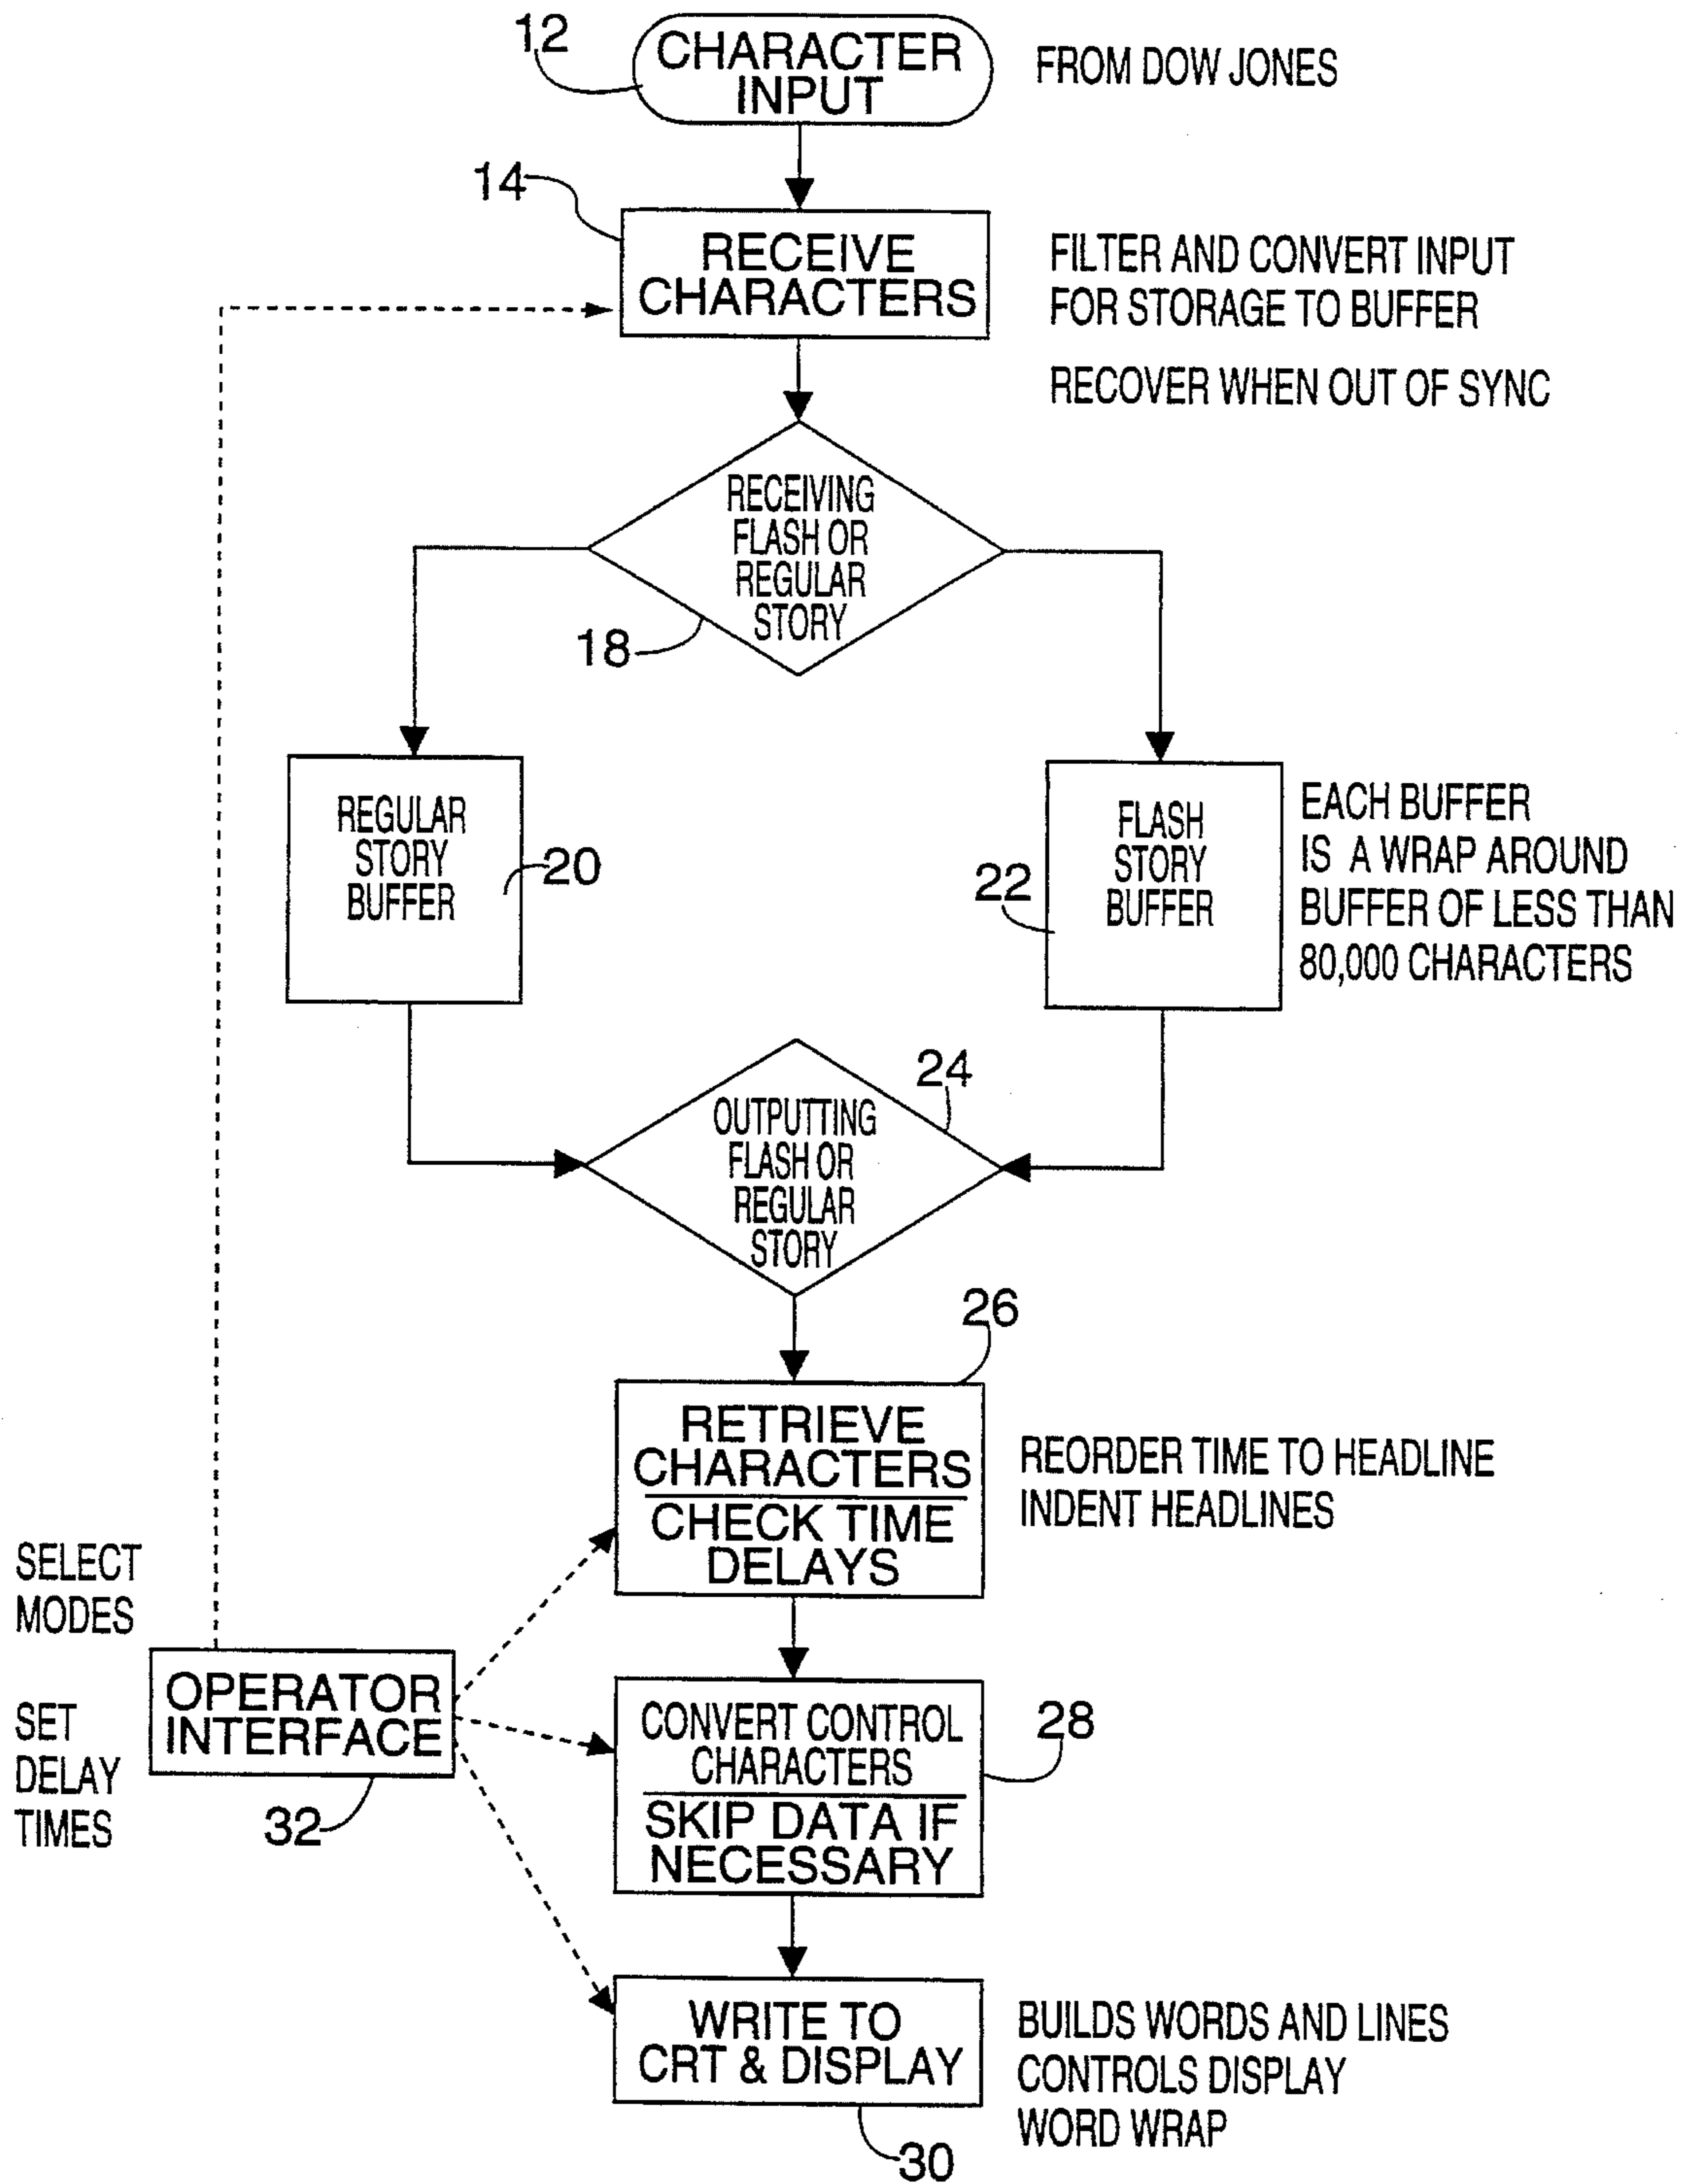 12
CHARACTER
INPUT
FROM DOW JONES
14
RECEIVE
CHARACTERS
FILTER AND CONVERT INPUT
FOR STORAGE TO BUFFER
RECOVER WHEN OUT OF SYNC
RECEIVING
FLASH OR
REGULAR
STORY
18
REGULAR
STORY
BUFFER
20
FLASH
STORY
BUFFER
22
EACH BUFFER
IS A WRAP AROUND
BUFFER OF LESS THAN
80,000 CHARACTERS
24
OUTPUTTING
FLASH OR
REGULAR
STORY
26
RETRIEVE
CHARACTERS
CHECK TIME
DELAYS
REORDER TIME TO HEADLINE
INDENT HEADLINES
SELECT
MODES
OPERATOR
INTERFACE
SET
DELAY
TIMES
32
CONVERT CONTROL
CHARACTERS
SKIP DATA IF
NECESSARY
28
WRITE TO
CRT & DISPLAY
BUILDS WORDS AND LINES
CONTROLS DISPLAY
WORD WRAP
30